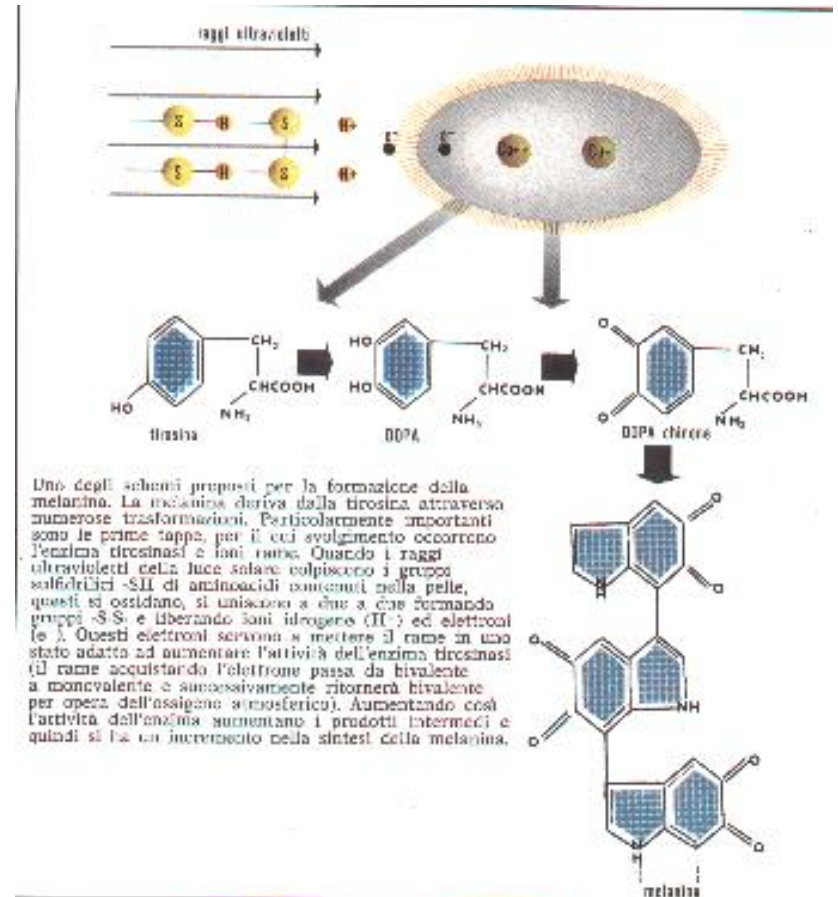 raggi ultravioletti
S H S H+
S H S H+
e- e- Cu++ Cu+
HO CH₂ CHCOOH NH₂
tirosina
HO HO CH₂ CHCOOH NH₂
DOPA
O O CH₂ CHCOOH NH₂
DOPA chinone
Uno degli schemi proposti per la formazione della
melanina. La melanina deriva dalla tirosina attraverso
numerose trasformazioni. Particolarmente importanti
sono le prime tappe, per il cui svolgimento occorrono
l'enzima tirosinasi e ioni rame. Quando i raggi
ultravioletti della luce solare colpiscono i gruppi
sulfidrilici -SH di aminoacidi contenuti nella pelle,
questi si ossidano, si uniscono a due a due formando
gruppi -S-S- e liberando ioni idrogeno (H+) ed elettroni
(e-). Questi elettroni servono a mettere il rame in uno
stato adatto ad aumentare l'attività dell'enzima tirosinasi
(il rame acquistando l'elettrone passa da bivalente
a monovalente e successivamente ritornerà bivalente
per opera dell'ossigeno atmosferico). Aumentando così
l'attività dell'enzima aumentano i prodotti intermedi e
quindi si ha un incremento nella sintesi della melanina.
O
N H O
O
NH
O
O
N H O
melanina